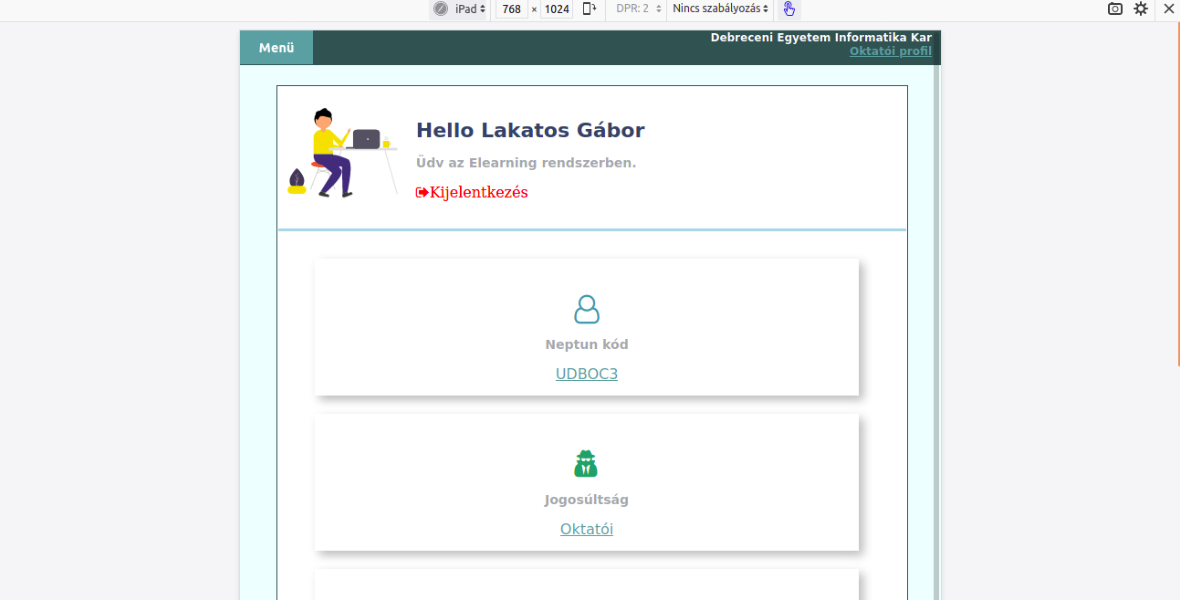 iPad
768 × 1024
DPR: 2
Nincs szabályozás
Menü
Debreceni Egyetem Informatika Kar
Oktatói profil
Hello Lakatos Gábor
Üdv az Elearning rendszerben.
Kijelentkezés
Neptun kód
UDBOC3
Jogosúltság
Oktatói